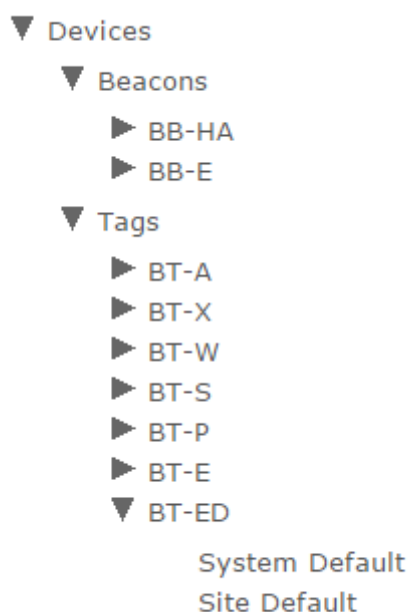 Devices
Beacons
BB-HA
BB-E
Tags
BT-A
BT-X
BT-W
BT-S
BT-P
BT-E
BT-ED
System Default
Site Default